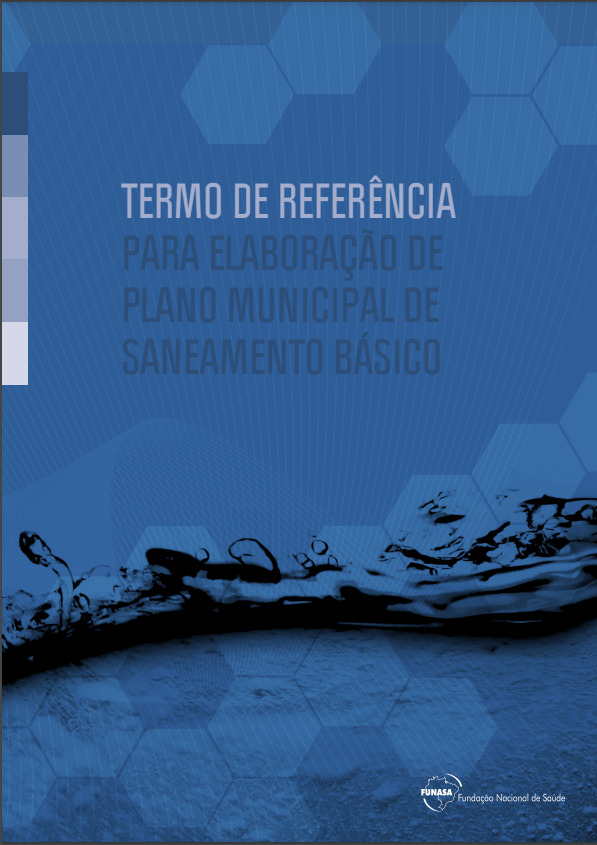 TERMO DE REFERÊNCIA
PARA ELABORAÇÃO DE
PLANO MUNICIPAL DE
SANEAMENTO BÁSICO
FUNASA
Fundação Nacional de Saúde